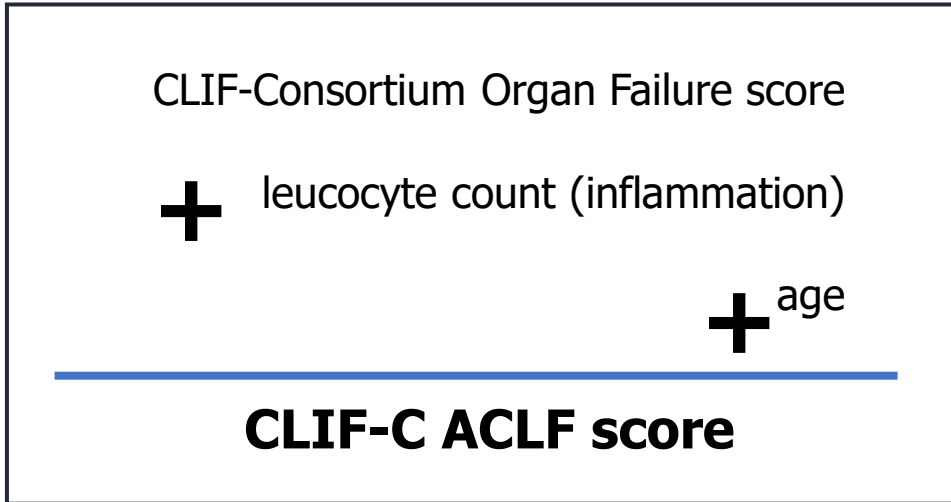 CLIF-Consortium Organ Failure score
+ leucocyte count (inflammation)
+ age
CLIF-C ACLF score